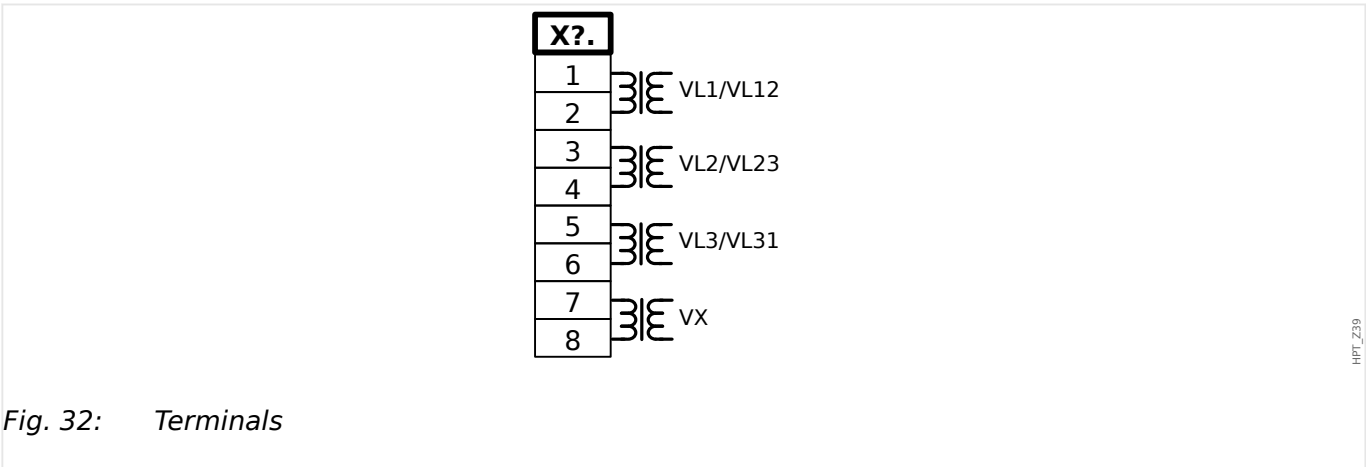 X?.
1
VL1/VL12
2
3
VL2/VL23
4
5
VL3/VL31
6
7
VX
8
HPT_Z39
Fig. 32: Terminals